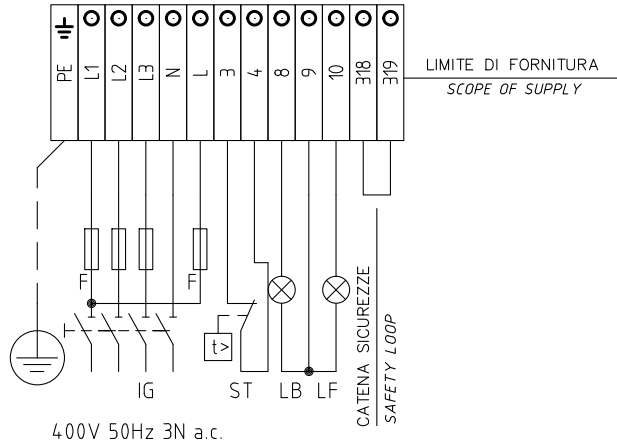 PE L1 L2 L3 N L 3 4 8 9 10 318 319
LIMITE DI FORNITURA
SCOPE OF SUPPLY
F F
t>
CATENA SICUREZZE
SAFETY LOOP
IG ST LB LF
400V 50Hz 3N a.c.